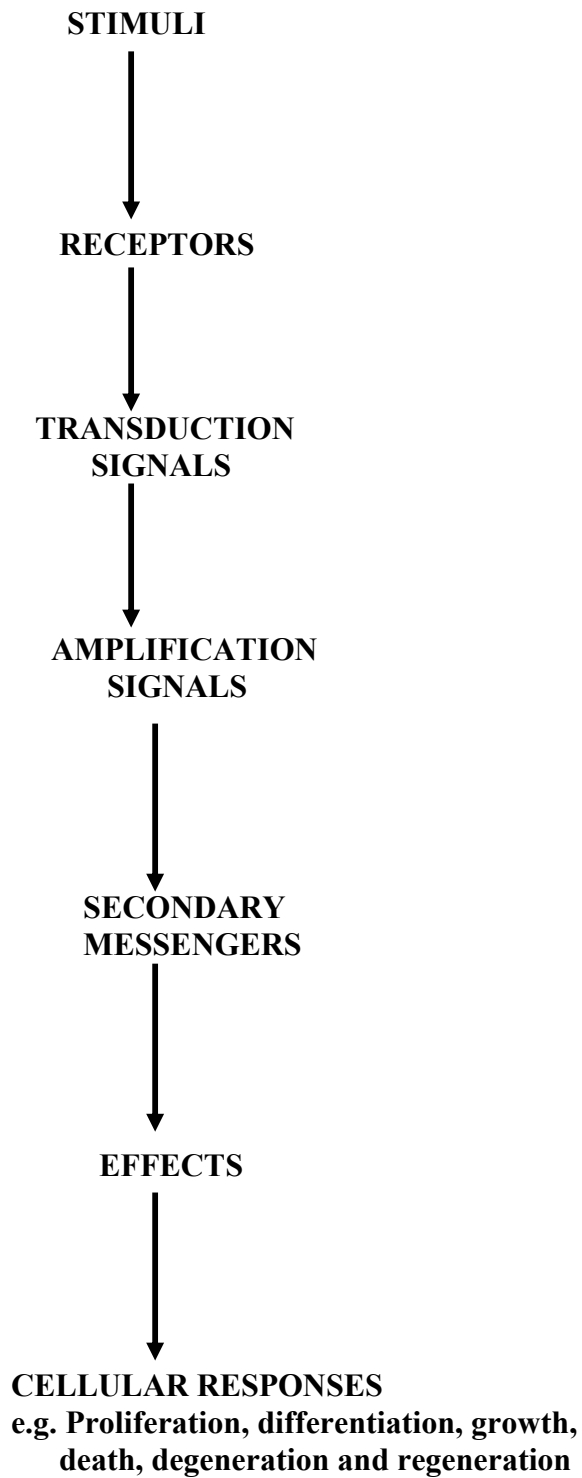 STIMULI
RECEPTORS
TRANSDUCTION
SIGNALS
AMPLIFICATION
SIGNALS
SECONDARY
MESSENGERS
EFFECTS
CELLULAR RESPONSES
e.g. Proliferation, differentiation, growth,
death, degeneration and regeneration